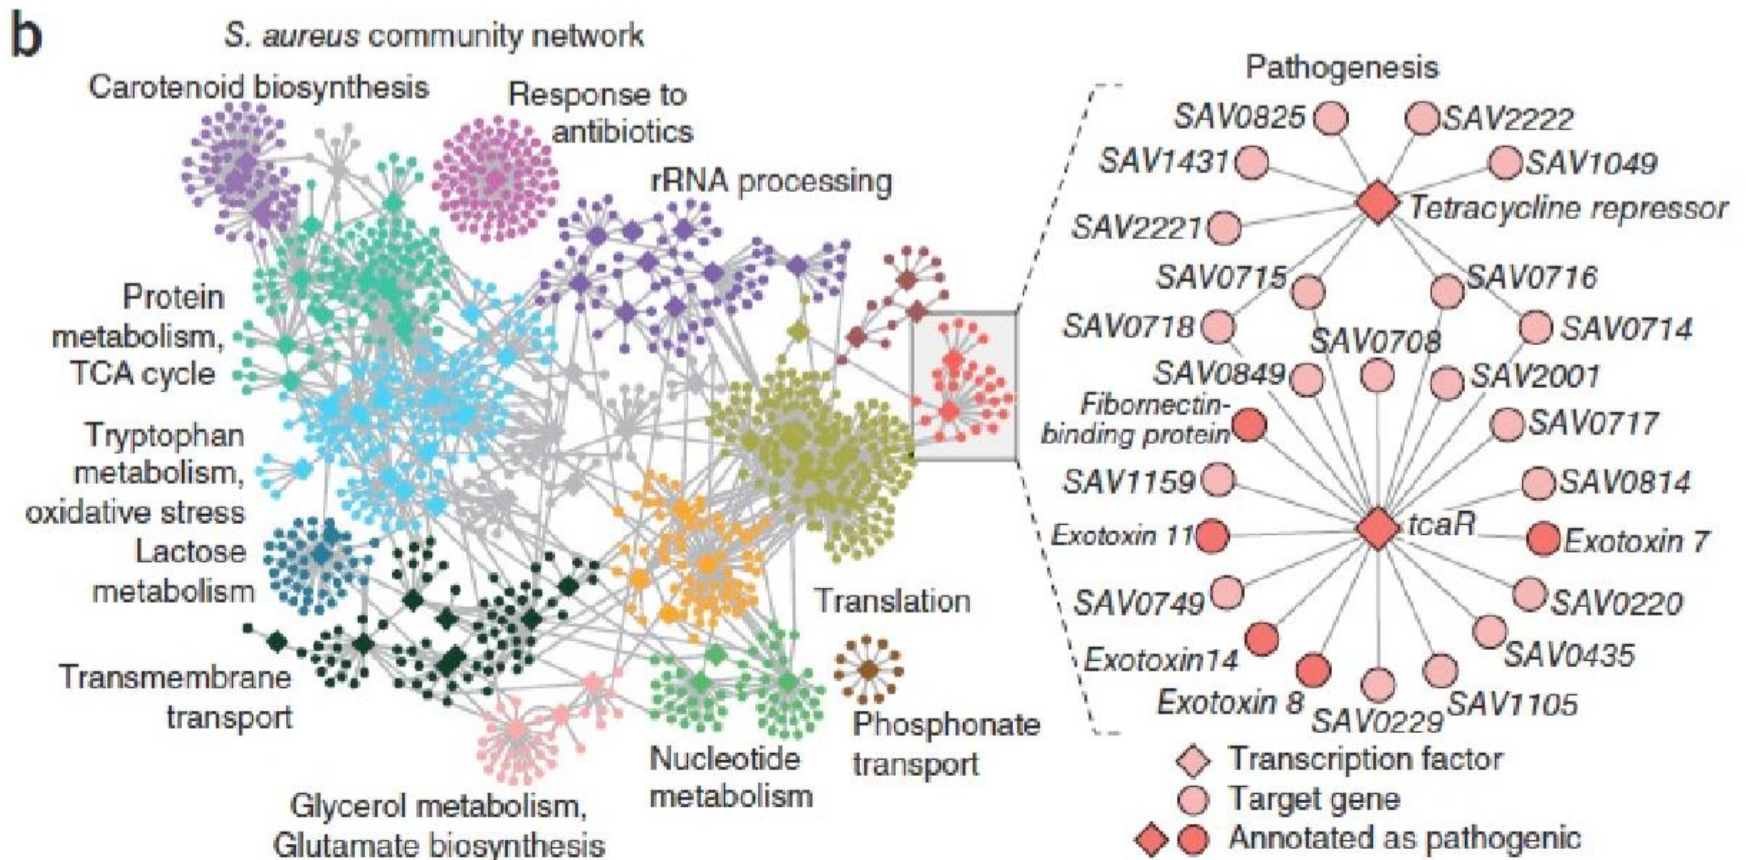 b
S. aureus community network
Carotenoid biosynthesis
Response to
antibiotics
rRNA processing
Protein
metabolism,
TCA cycle
Tryptophan
metabolism,
oxidative stress
Lactose
metabolism
Transmembrane
transport
Glycerol metabolism,
Glutamate biosynthesis
Nucleotide
metabolism
Translation
Phosphonate
transport
Pathogenesis
SAV0825
SAV2222
SAV1431
SAV1049
Tetracycline repressor
SAV2221
SAV0715
SAV0716
SAV0718
SAV0714
SAV0708
SAV0849
SAV2001
Fibornectin-
binding protein
SAV0717
SAV1159
SAV0814
tcaR
Exotoxin 11
Exotoxin 7
SAV0749
SAV0220
Exotoxin14
SAV0435
Exotoxin 8
SAV0229
SAV1105
Transcription factor
Target gene
Annotated as pathogenic